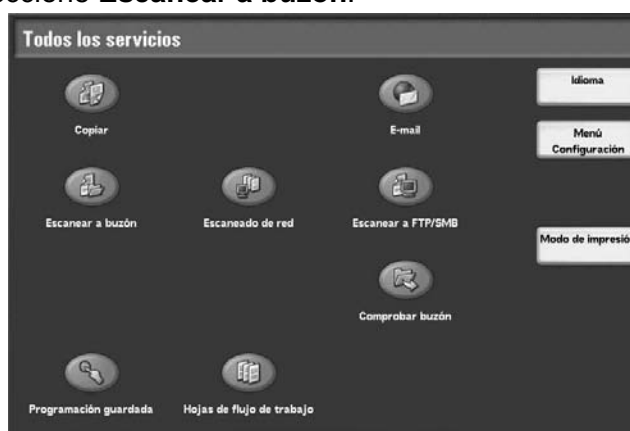 Escanear a buzón.
Todos los servicios
Copiar
E-mail
Idioma
Menú
Configuración
Escanear a buzón
Escaneado de red
Escanear a FTP/SMB
Modo de impresió
Comprobar buzón
Programación guardada
Hojas de flujo de trabajo